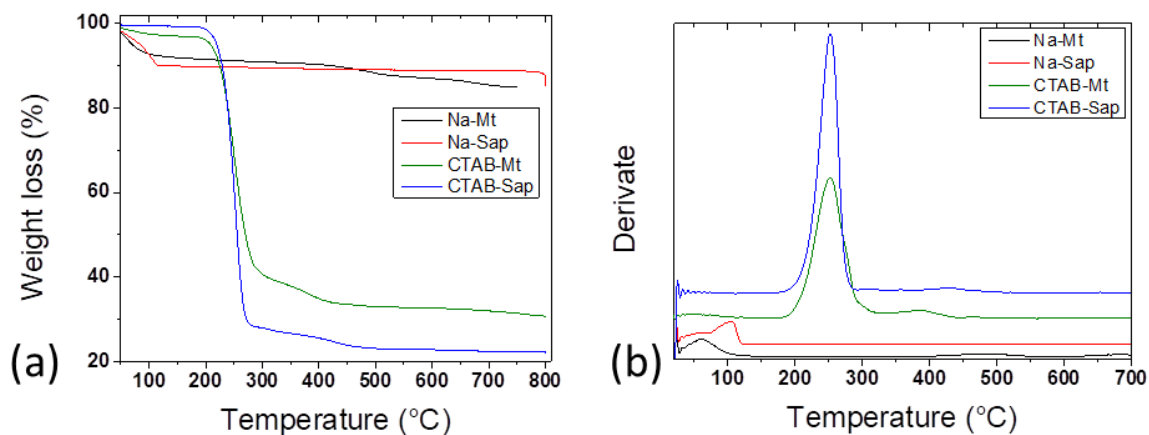 100
80
60
40
20
Weight loss (%)
Na-Mt
Na-Sap
CTAB-Mt
CTAB-Sap
100 200 300 400 500 600 700 800
Temperature (°C)
(a)
Derivate
Na-Mt
Na-Sap
CTAB-Mt
CTAB-Sap
100 200 300 400 500 600 700
Temperature (°C)
(b)